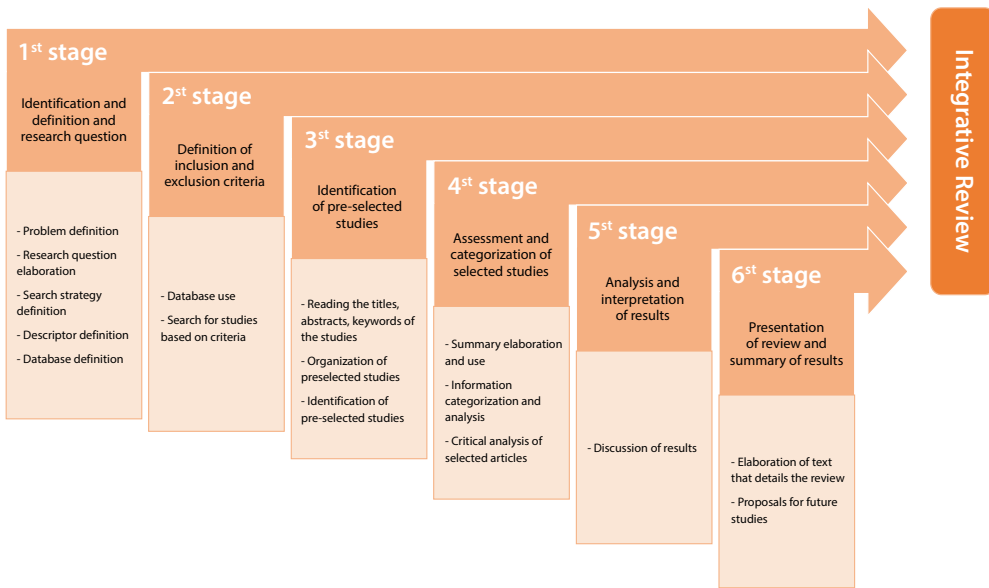 1st stage
Identification and
definition and
research question
- Problem definition
- Research question
elaboration
- Search strategy
definition
- Descriptor definition
- Database definition
2st stage
Definition of
inclusion and
exclusion criteria
- Database use
- Search for studies
based on criteria
3st stage
Identification
of pre-selected
studies
- Reading the titles,
abstracts, keywords of
the studies
- Organization of
preselected studies
- Identification of
pre-selected studies
4st stage
Assessment and
categorization of
selected studies
- Summary elaboration
and use
- Information
categorization and
analysis
- Critical analysis of
selected articles
5st stage
Analysis and
interpretation
of results
- Discussion of results
6st stage
Presentation
of review and
summary of results
- Elaboration of text
that details the review
- Proposals for future
studies
Integrative Review